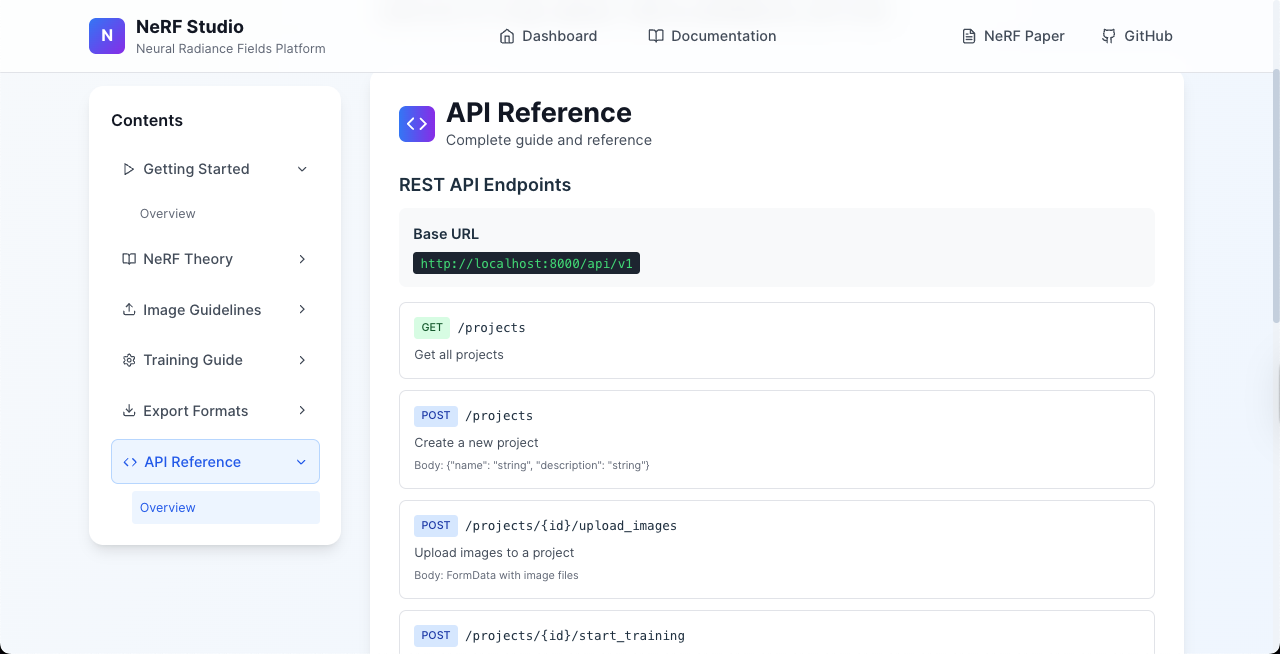 N
NeRF Studio
Neural Radiance Fields Platform
Dashboard
Documentation
NeRF Paper
GitHub
Contents
Getting Started
Overview
NeRF Theory
Image Guidelines
Training Guide
Export Formats
API Reference
Overview
API Reference
Complete guide and reference
REST API Endpoints
Base URL
http://localhost:8000/api/v1
GET /projects
Get all projects
POST /projects
Create a new project
Body: {"name": "string", "description": "string"}
POST /projects/{id}/upload_images
Upload images to a project
Body: FormData with image files
POST /projects/{id}/start_training